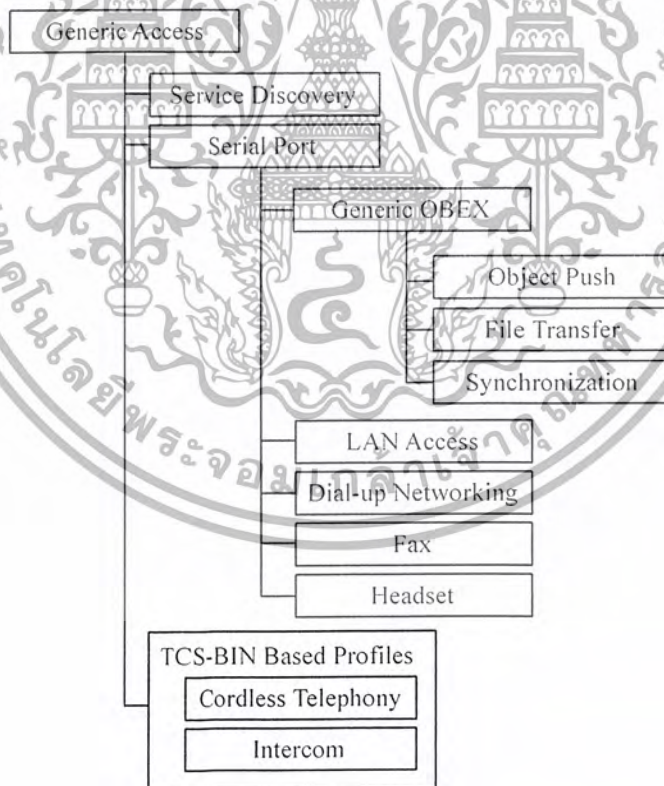 Generic Access
Service Discovery
Serial Port
Generic OBEX
Object Push
File Transfer
Synchronization
LAN Access
Dial-up Networking
Fax
Headset
TCS-BIN Based Profiles
Cordless Telephony
Intercom